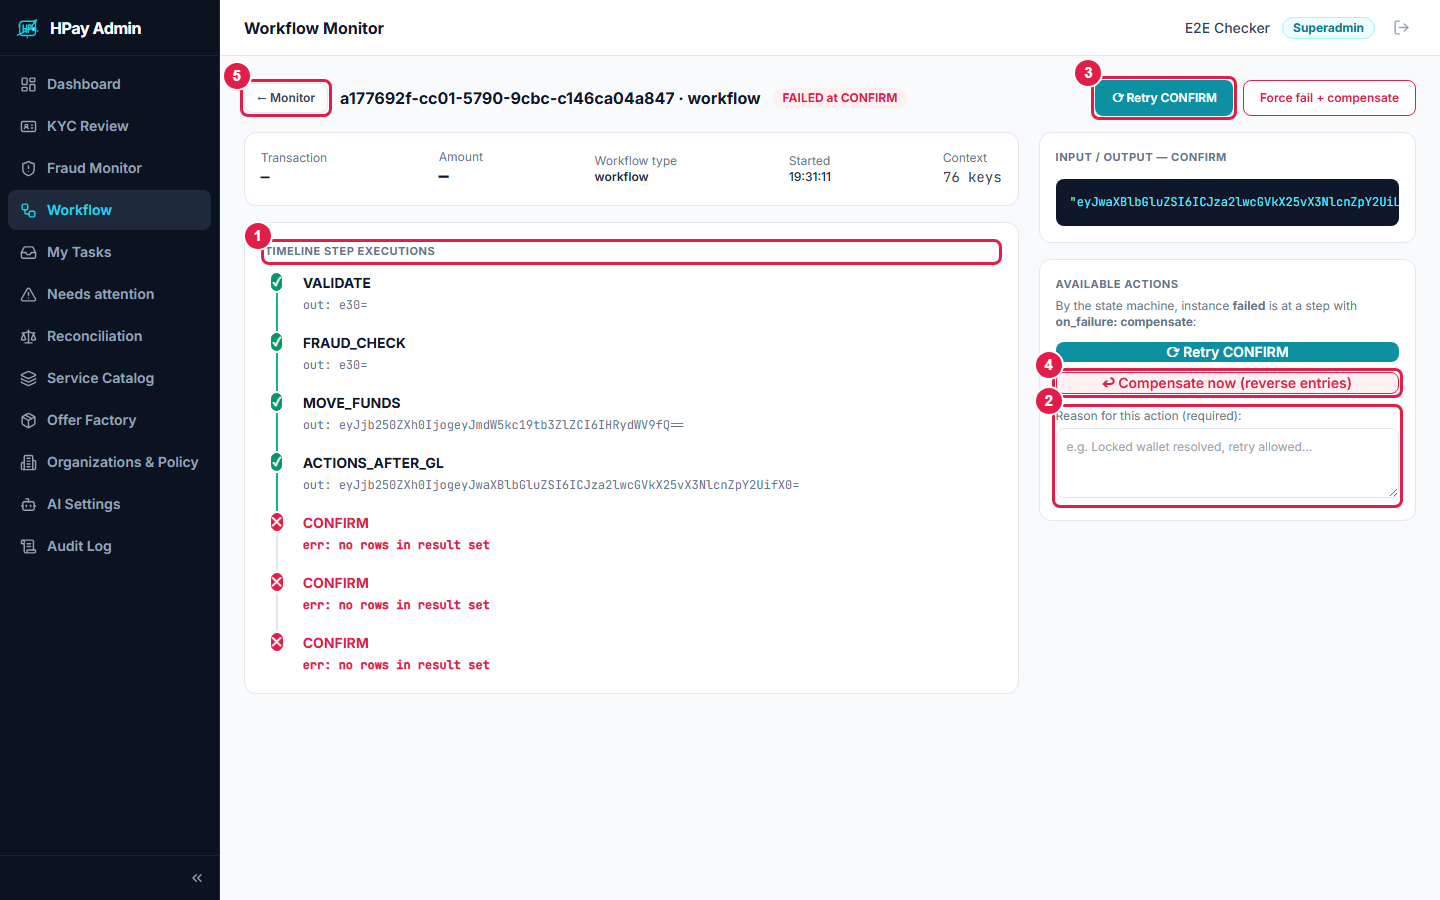 HPay Admin
Dashboard
KYC Review
Fraud Monitor
Workflow
My Tasks
Needs attention
Reconciliation
Service Catalog
Offer Factory
Organizations & Policy
AI Settings
Audit Log
«
Workflow Monitor
E2E Checker
Superadmin
5
← Monitor
a177692f-cc01-5790-9cbc-c146ca04a847 · workflow
FAILED at CONFIRM
3
⟳ Retry CONFIRM
Force fail + compensate
Transaction
—
Amount
—
Workflow type
workflow
Started
19:31:11
Context
76 keys
1
TIMELINE STEP EXECUTIONS
VALIDATE
out: e30=
FRAUD_CHECK
out: e30=
MOVE_FUNDS
out: eyJjb250ZXh0IjogeyJmdW5kc19tb3ZlZCI6IHRydWV9fQ==
ACTIONS_AFTER_GL
out: eyJjb250ZXh0IjogeyJwaXBlbGluZSI6ICJza2lwcGVkX25vX3NlcnZpY2UifX0=
CONFIRM
err: no rows in result set
CONFIRM
err: no rows in result set
CONFIRM
err: no rows in result set
INPUT / OUTPUT — CONFIRM
"eyJwaXBlbGluZSI6ICJza2lwcGVkX25vX3NlcnZpY2UiL
AVAILABLE ACTIONS
By the state machine, instance failed is at a step with
on_failure: compensate:
⟳ Retry CONFIRM
4
↩ Compensate now (reverse entries)
2
Reason for this action (required):
e.g. Locked wallet resolved, retry allowed...